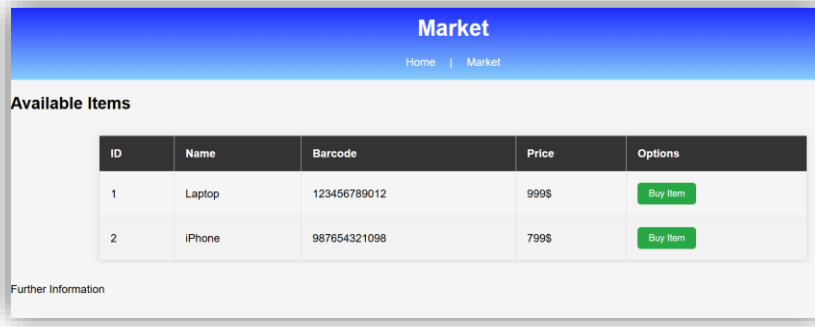 Market
Home | Market
Available Items
ID Name Barcode Price Options
1 Laptop 123456789012 999$ Buy Item
2 iPhone 987654321098 799$ Buy Item
Further Information